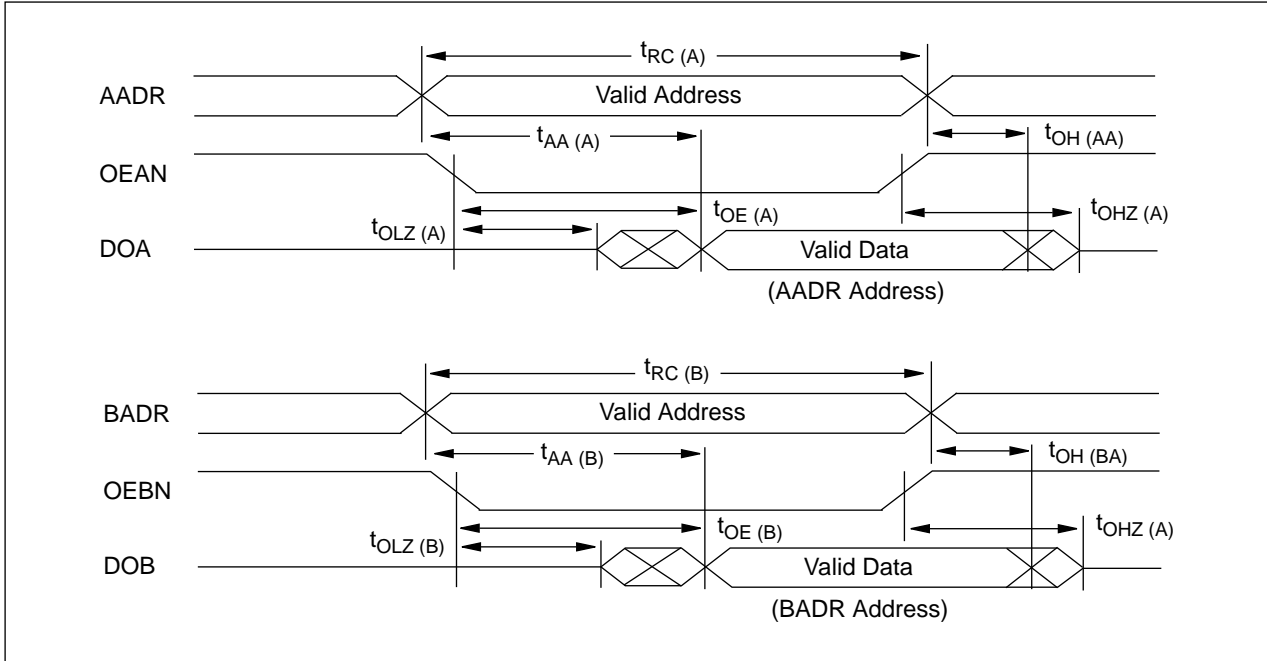 tRC (A)
AADR
Valid Address
tAA (A)
tOH (AA)
OEAN
tOE (A)
tOHZ (A)
tOLZ (A)
DOA
Valid Data
(AADR Address)
tRC (B)
BADR
Valid Address
tAA (B)
tOH (BA)
OEBN
tOE (B)
tOHZ (A)
tOLZ (B)
DOB
Valid Data
(BADR Address)